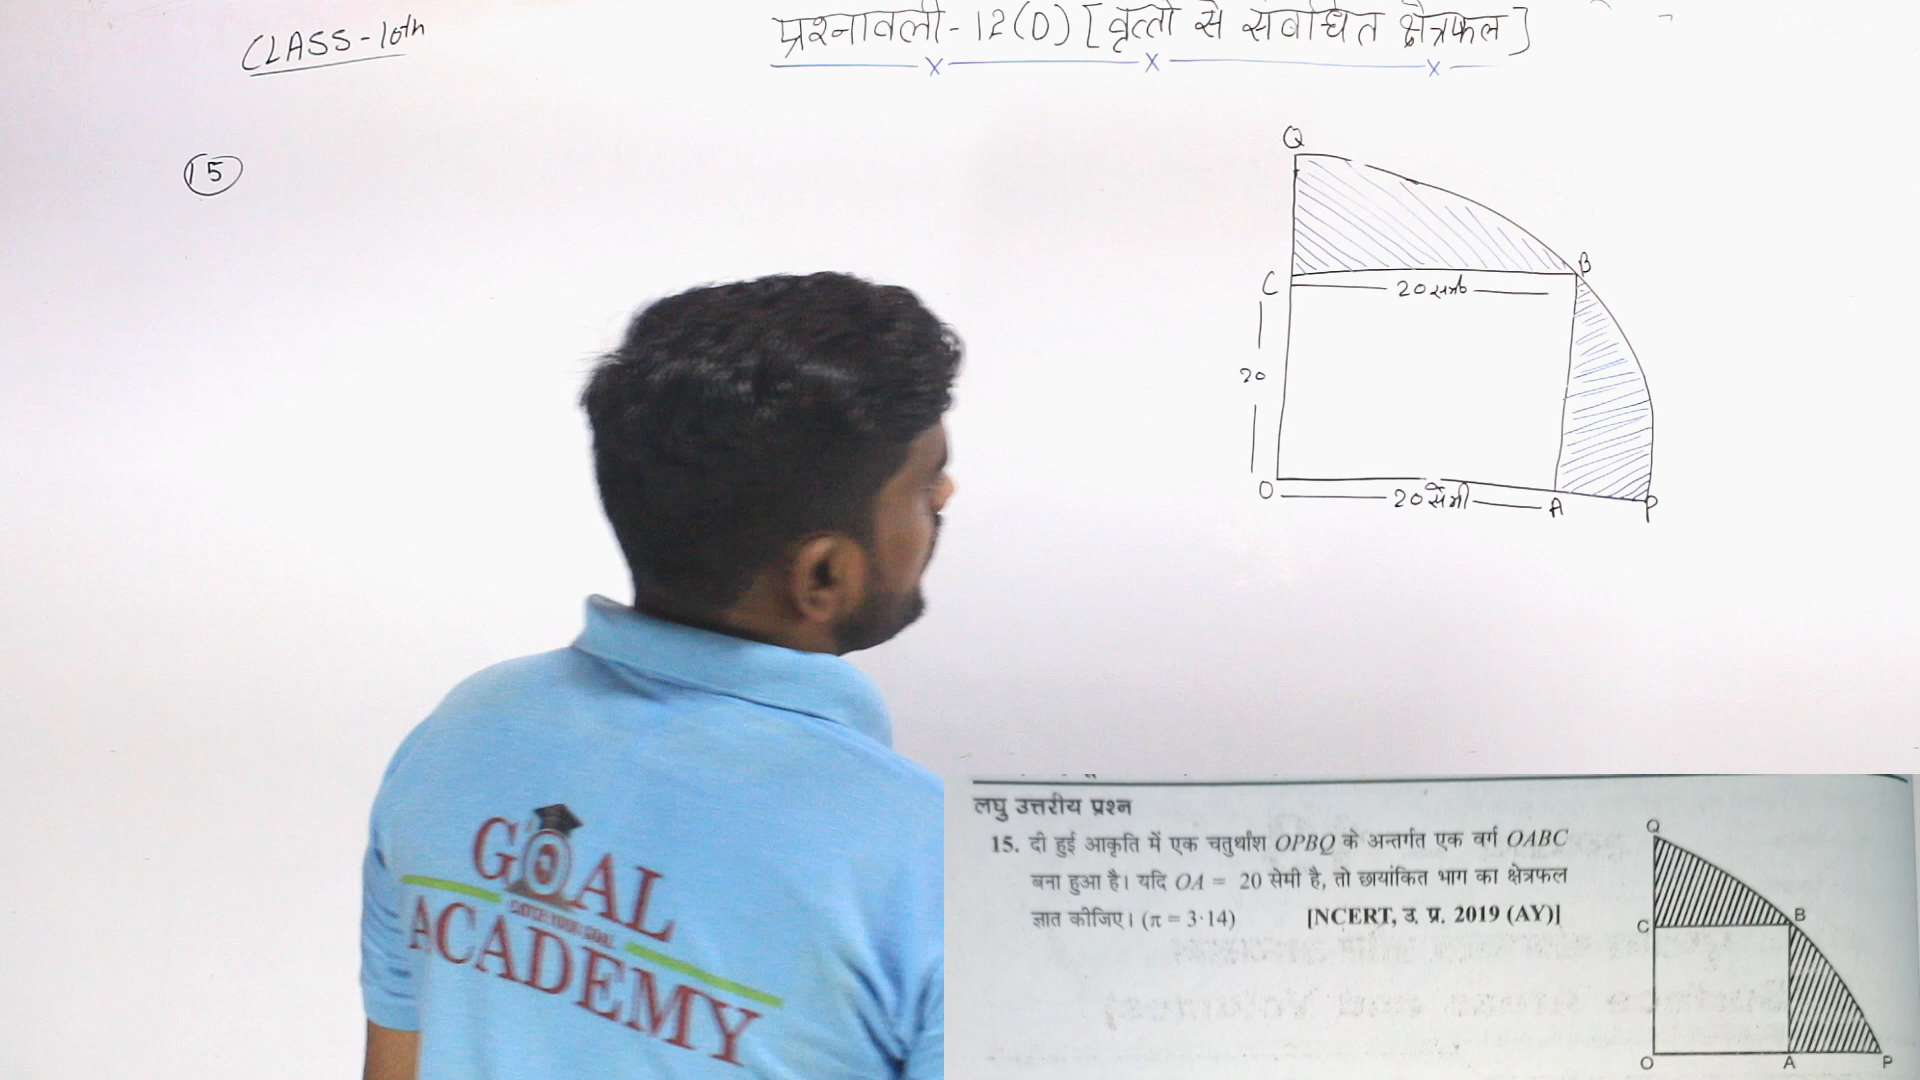 CLASS-10th
प्रश्नावली-12(D) [वृत्तो से संबंधित क्षेत्रफल]
15
Q
C
B
20 सेमी
20
O
20 सेमी
A
P
GOAL
ACADEMY
लघु उत्तरीय प्रश्न
15. दी हुई आकृति में एक चतुर्थांश OPBQ के अन्तर्गत एक वर्ग OABC
बना हुआ है। यदि OA = 20 सेमी है, तो छायांकित भाग का क्षेत्रफल
ज्ञात कीजिए। (π = 3·14) [NCERT, उ. प्र. 2019 (AY)]
Q
C
B
O
A
P